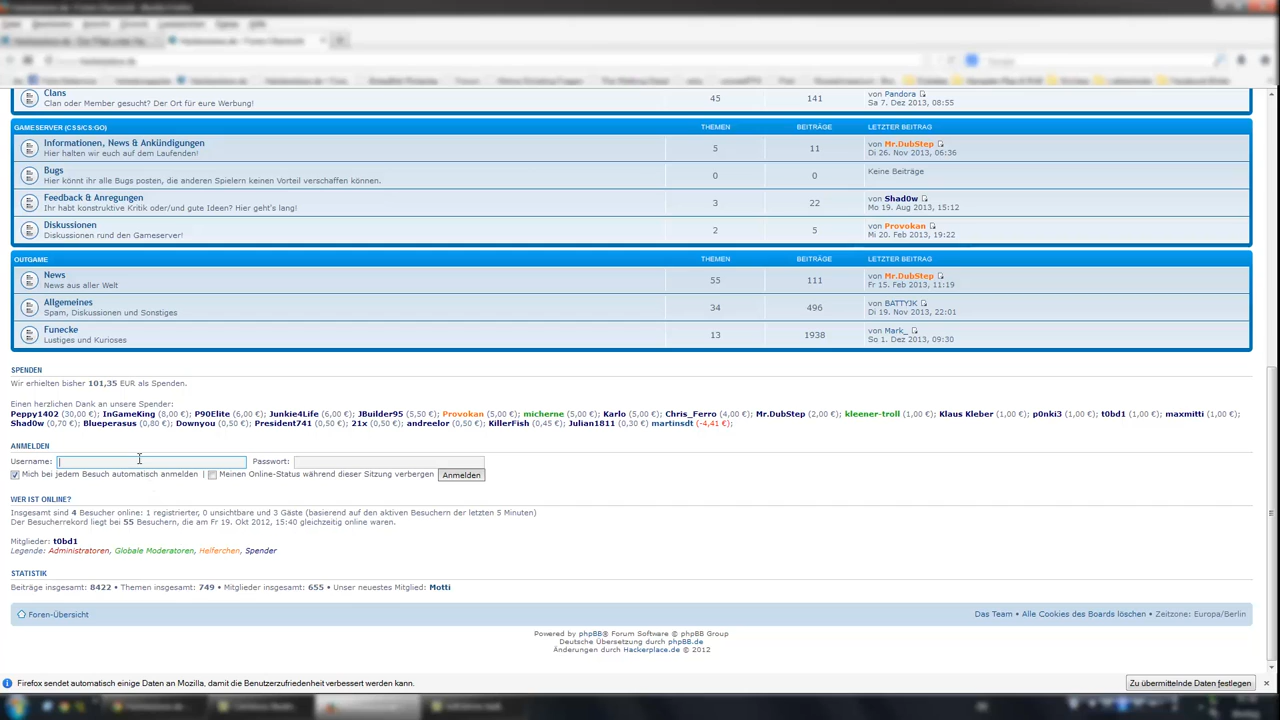 Clans
Clan oder Member gesucht? Der Ort für eure Werbung!
45 141
von Pandora
Sa 7. Dez 2013, 08:55
GAMESERVER (CSS/CS:GO) THEMEN BEITRÄGE LETZTER BEITRAG
Informationen, News & Ankündigungen
Hier halten wir euch auf dem Laufenden!
5 11
von Mr.DubStep
Di 26. Nov 2013, 06:36
Bugs
Hier könnt ihr alle Bugs posten, die anderen Spielern keinen Vorteil verschaffen können.
0 0
Keine Beiträge
Feedback & Anregungen
Ihr habt konstruktive Kritik oder/und gute Ideen? Hier geht's lang!
3 22
von Shad0w
Mo 19. Aug 2013, 15:12
Diskussionen
Diskussionen rund den Gameserver!
2 5
von Provokan
Mi 20. Feb 2013, 19:22
OUTGAME THEMEN BEITRÄGE LETZTER BEITRAG
News
News aus aller Welt
55 111
von Mr.DubStep
Fr 15. Feb 2013, 11:19
Allgemeines
Spam, Diskussionen und Sonstiges
34 496
von BATTYJK
Di 19. Nov 2013, 22:01
Funecke
Lustiges und Kurioses
13 1938
von Mark_
So 1. Dez 2013, 09:30
SPENDEN
Wir erhielten bisher 101,35 EUR als Spenden.
Einen herzlichen Dank an unsere Spender:
Peppy1402 (30,00 €); InGameKing (8,00 €); P90Elite (6,00 €); Junkie4Life (6,00 €); JBuilder95 (5,50 €); Provokan (5,00 €); micherne (5,00 €); Karlo (5,00 €); Chris_Ferro (4,00 €); Mr.DubStep (2,00 €); kleener-troll (1,00 €); Klaus Kleber (1,00 €); p0nki3 (1,00 €); t0bd1 (1,00 €); maxmitti (1,00 €);
Shad0w (0,70 €); Blueperasus (0,80 €); Downyou (0,50 €); President741 (0,50 €); 21x (0,50 €); andreelor (0,50 €); KillerFish (0,45 €); Julian1811 (0,30 €) martinsdt (-4,41 €);
ANMELDEN
Username: Passwort:
Mich bei jedem Besuch automatisch anmelden | Meinen Online-Status während dieser Sitzung verbergen Anmelden
WER IST ONLINE?
Insgesamt sind 4 Besucher online: 1 registrierter, 0 unsichtbare und 3 Gäste (basierend auf den aktiven Besuchern der letzten 5 Minuten)
Der Besucherrekord liegt bei 55 Besuchern, die am Fr 19. Okt 2012, 15:40 gleichzeitig online waren.
Mitglieder: t0bd1
Legende: Administratoren, Globale Moderatoren, Helferchen, Spender
STATISTIK
Beiträge insgesamt: 8422 • Themen insgesamt: 749 • Mitglieder insgesamt: 655 • Unser neuestes Mitglied: Motti
Foren-Übersicht Das Team • Alle Cookies des Boards löschen • Zeitzone: Europa/Berlin
Powered by phpBB® Forum Software © phpBB Group
Deutsche Übersetzung durch phpBB.de
Änderungen durch Hackerplace.de © 2012
Firefox sendet automatisch einige Daten an Mozilla, damit die Benutzerzufriedenheit verbessert werden kann. Zu übermittelnde Daten festlegen